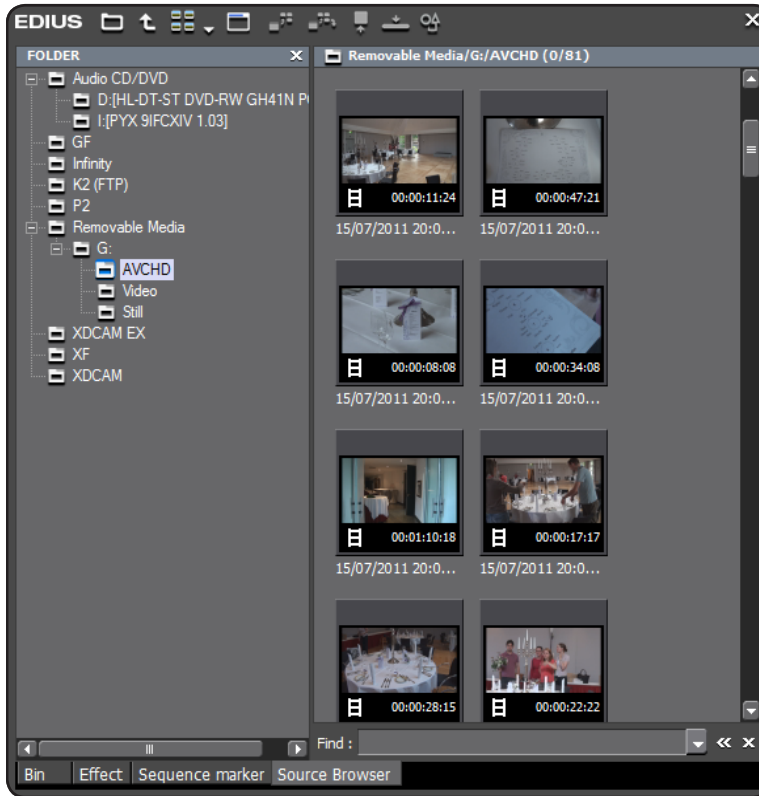 EDIUS
FOLDER
Removable Media/G:/AVCHD (0/81)
Audio CD/DVD
D:[HL-DT-ST DVD-RW GH41N P
I:[PYX 9IFCXIV 1.03]
GF
Infinity
K2 (FTP)
P2
Removable Media
G:
AVCHD
Video
Still
XDCAM EX
XF
XDCAM
00:00:11:24
00:00:47:21
15/07/2011 20:0...
15/07/2011 20:0...
00:00:08:08
00:00:34:08
15/07/2011 20:0...
15/07/2011 20:0...
00:01:10:18
00:00:17:17
15/07/2011 20:0...
15/07/2011 20:0...
00:00:28:15
00:00:22:22
Find :
Bin
Effect
Sequence marker
Source Browser